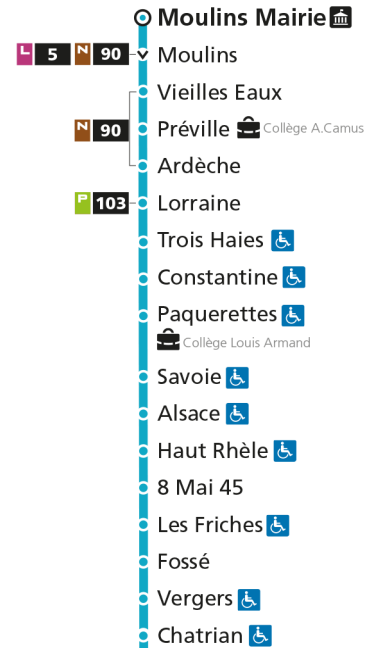 Moulins Mairie
L 5 N 90 Moulins
Vieilles Eaux
N 90 Préville Collège A.Camus
Ardèche
P 103 Lorraine
Trois Haies
Constantine
Paquerettes
Collège Louis Armand
Savoie
Alsace
Haut Rhèle
8 Mai 45
Les Friches
Fossé
Vergers
Chatrian